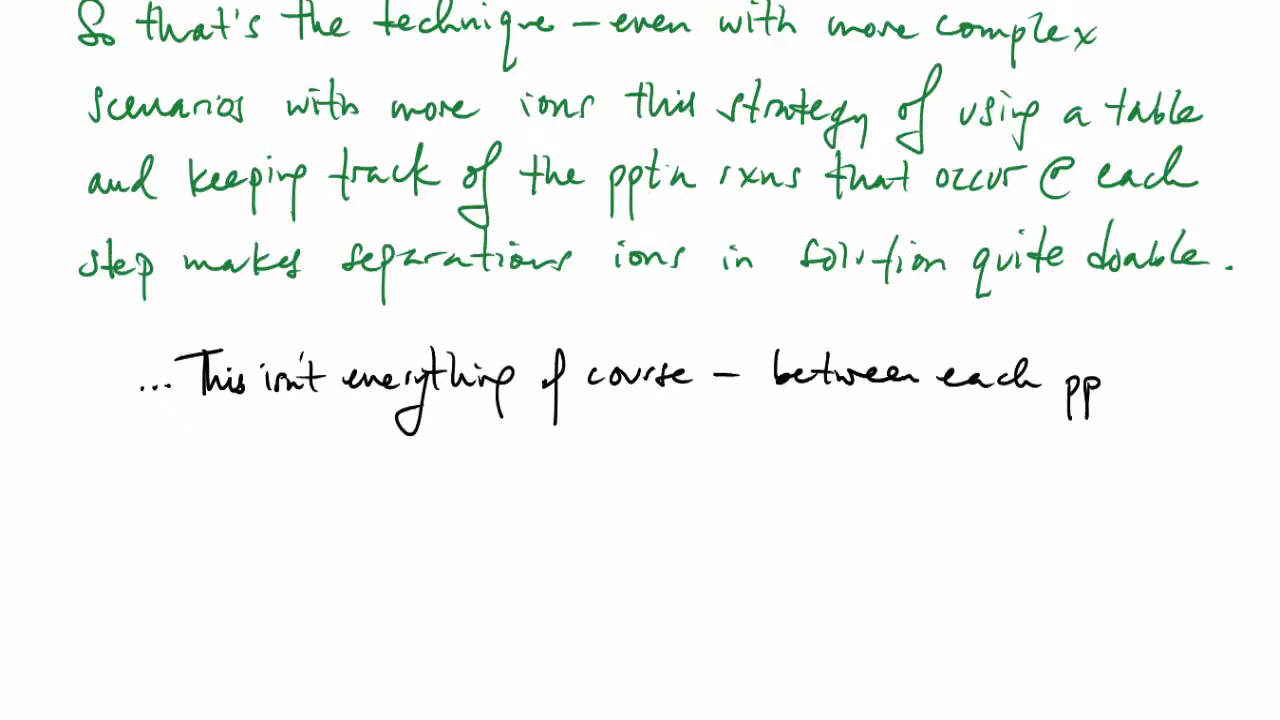 So that's the technique – even with more complex
scenarios with more ions this strategy of using a table
and keeping track of the pptn rxns that occur @ each
step makes separations ions in solution quite doable.
... This isn't everything of course – between each pp